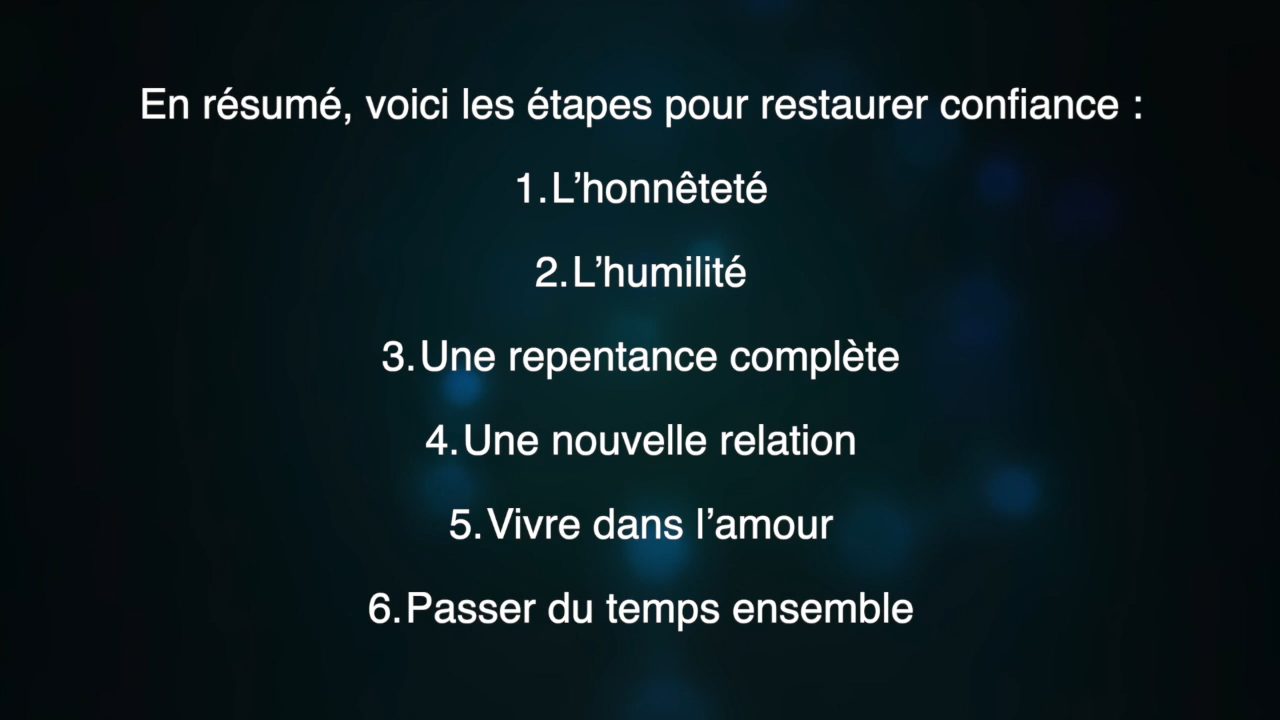 En résumé, voici les étapes pour restaurer confiance :
1.L’honnêteté
2.L’humilité
3.Une repentance complète
4.Une nouvelle relation
5.Vivre dans l’amour
6.Passer du temps ensemble